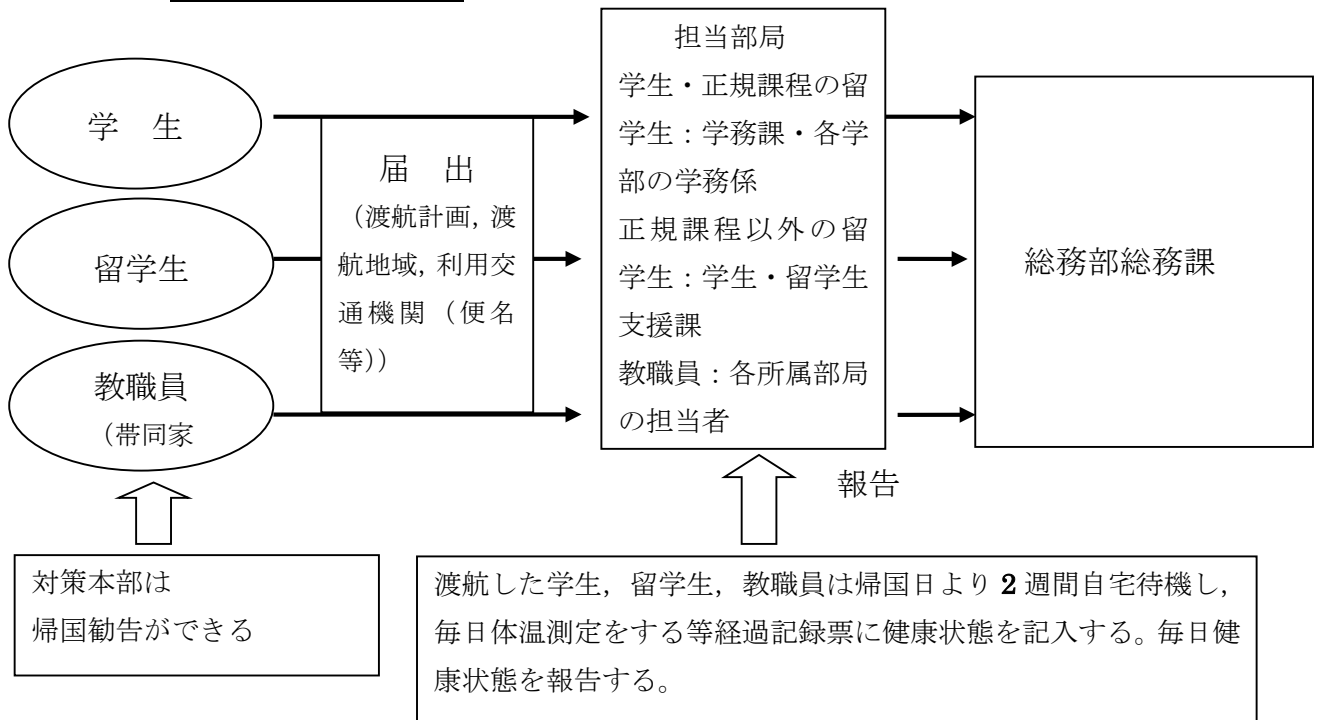 学　生
留学生
教職員
（帯同家
届　出
（渡航計画，渡
航地域，利用交
通機関（便名
等））
担当部局
学生・正規課程の留
学生：学務課・各学
部の学務係
正規課程以外の留
学生：学生・留学生
支援課
教職員：各所属部局
の担当者
総務部総務課
報告
対策本部は
帰国勧告ができる
渡航した学生，留学生，教職員は帰国日より 2 週間自宅待機し，
毎日体温測定をする等経過記録票に健康状態を記入する。毎日健
康状態を報告する。